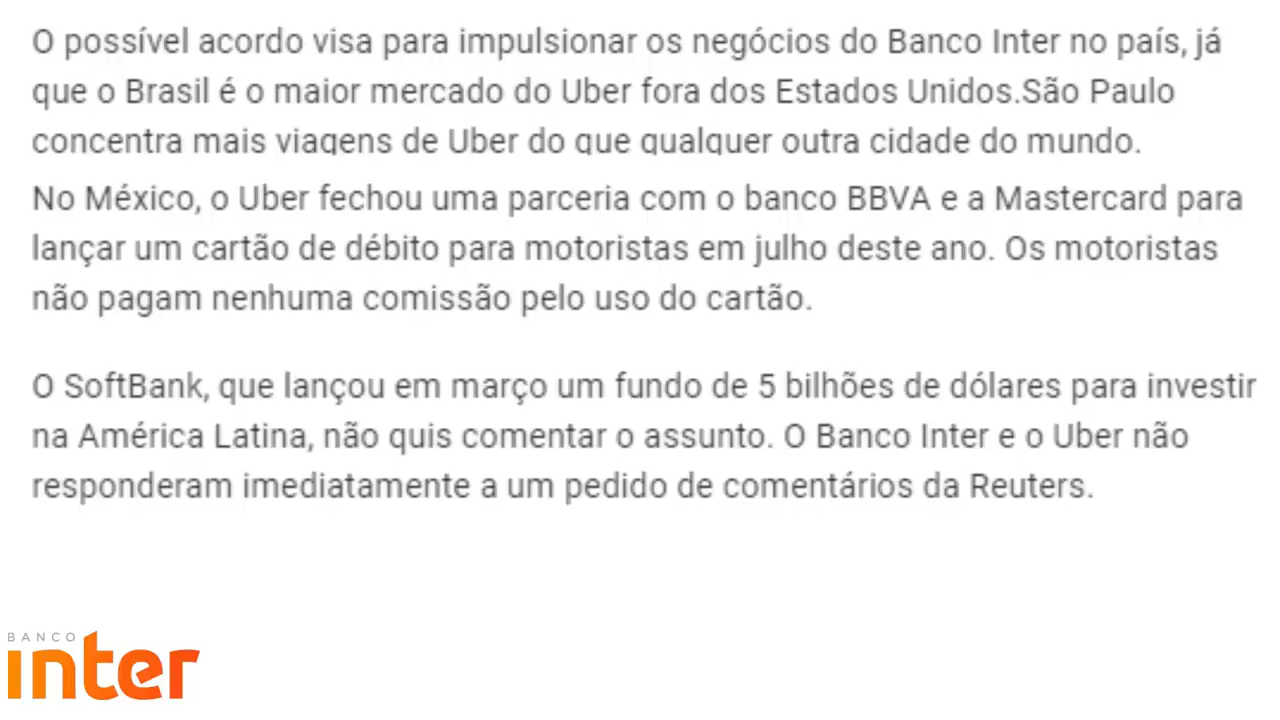 O possível acordo visa para impulsionar os negócios do Banco Inter no país, já
que o Brasil é o maior mercado do Uber fora dos Estados Unidos.São Paulo
concentra mais viagens de Uber do que qualquer outra cidade do mundo.
No México, o Uber fechou uma parceria com o banco BBVA e a Mastercard para
lançar um cartão de débito para motoristas em julho deste ano. Os motoristas
não pagam nenhuma comissão pelo uso do cartão.
O SoftBank, que lançou em março um fundo de 5 bilhões de dólares para investir
na América Latina, não quis comentar o assunto. O Banco Inter e o Uber não
responderam imediatamente a um pedido de comentários da Reuters.
BANCO
inter